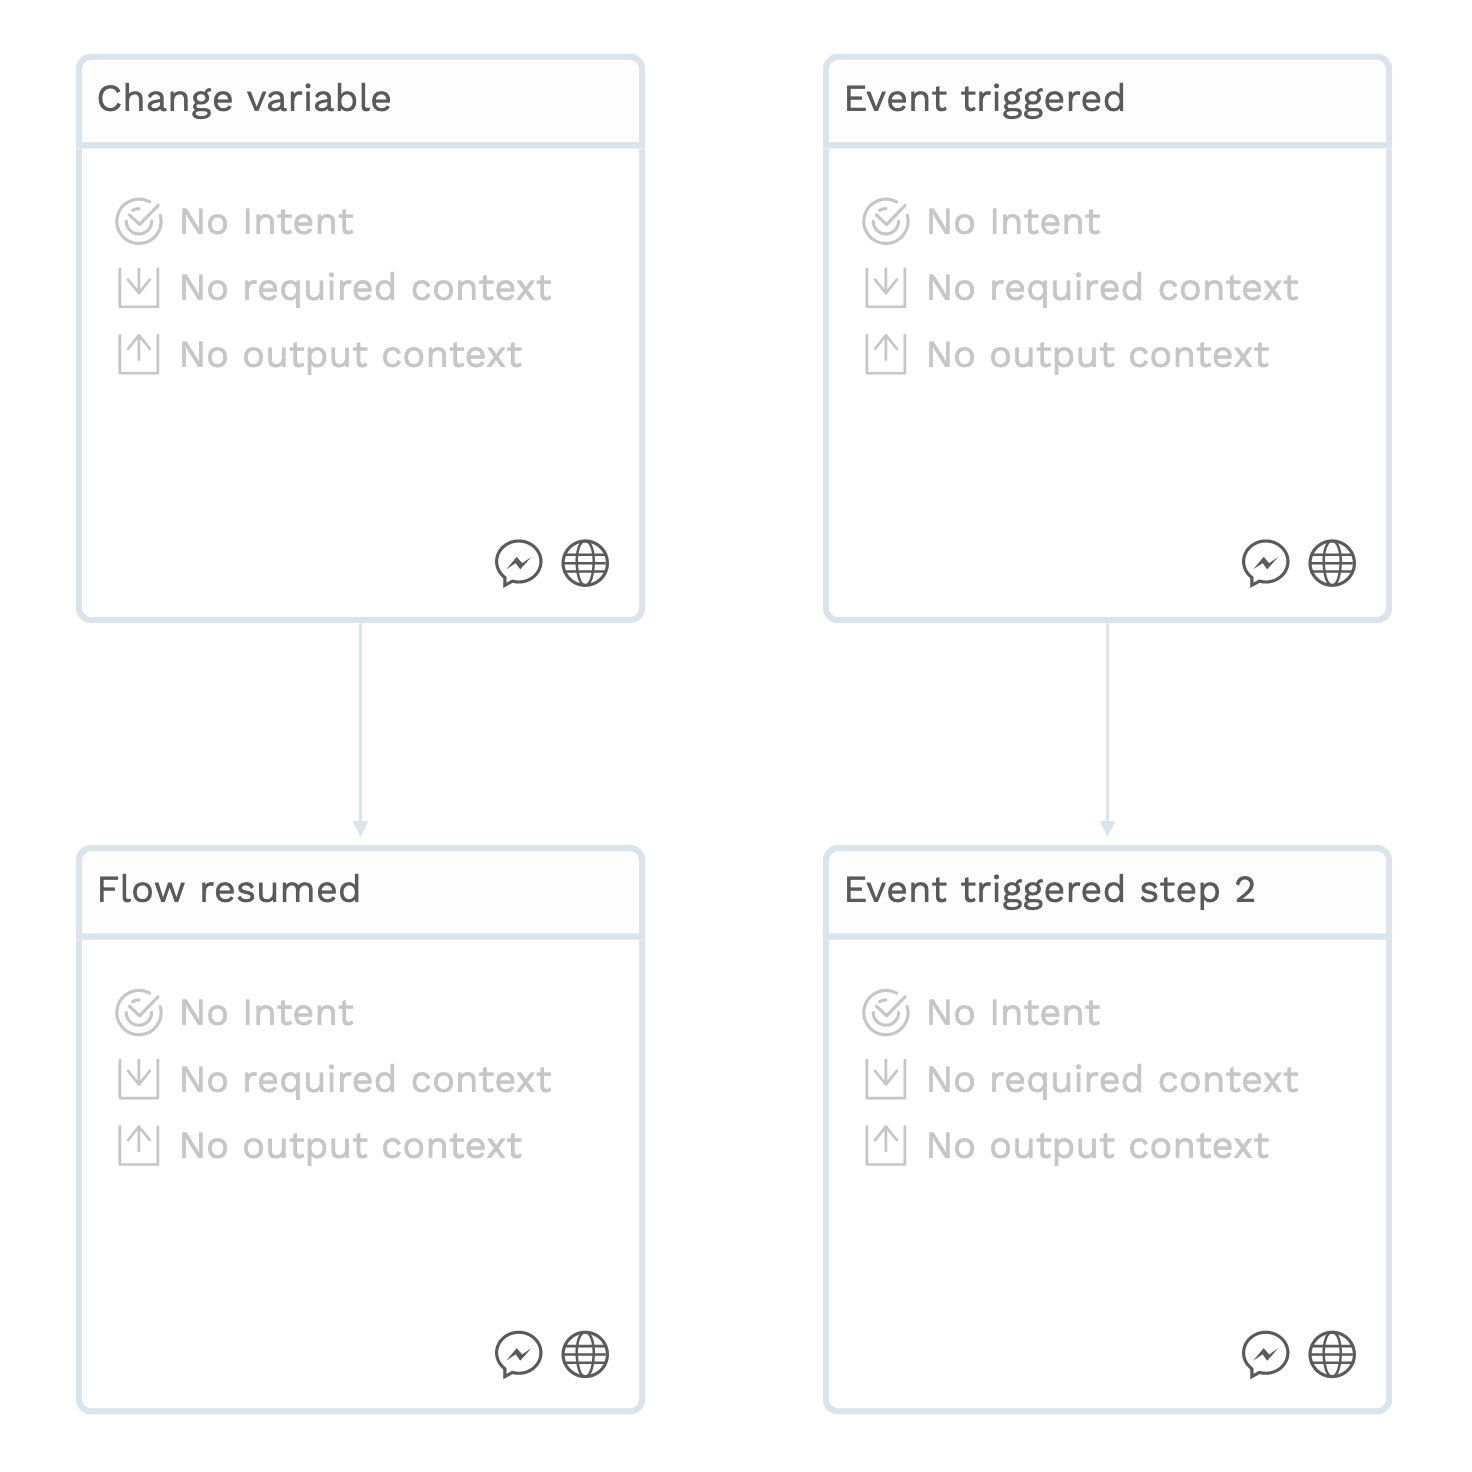 Change variable
No Intent
No required context
No output context
Event triggered
No Intent
No required context
No output context
Flow resumed
No Intent
No required context
No output context
Event triggered step 2
No Intent
No required context
No output context